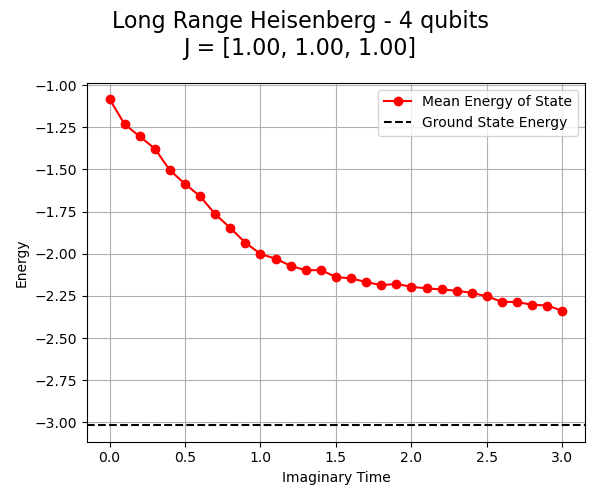 Long Range Heisenberg - 4 qubits
J = [1.00, 1.00, 1.00]
Mean Energy of State
Ground State Energy
Energy
−1.00
−1.25
−1.50
−1.75
−2.00
−2.25
−2.50
−2.75
−3.00
0.0 0.5 1.0 1.5 2.0 2.5 3.0
Imaginary Time